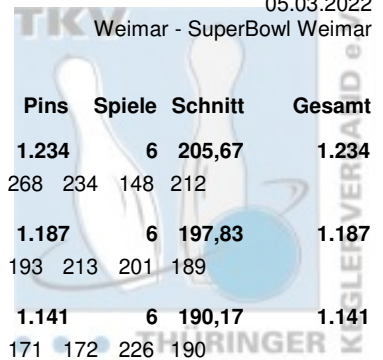 05.03.2022
TKV
Weimar - SuperBowl Weimar
Pins Spiele Schnitt Gesamt
1.234 6 205,67 1.234
268 234 148 212
1.187 6 197,83 1.187
193 213 201 189
1.141 6 190,17 1.141
171 172 226 190
THÜRINGER
KEGLERVERBAND e.V.